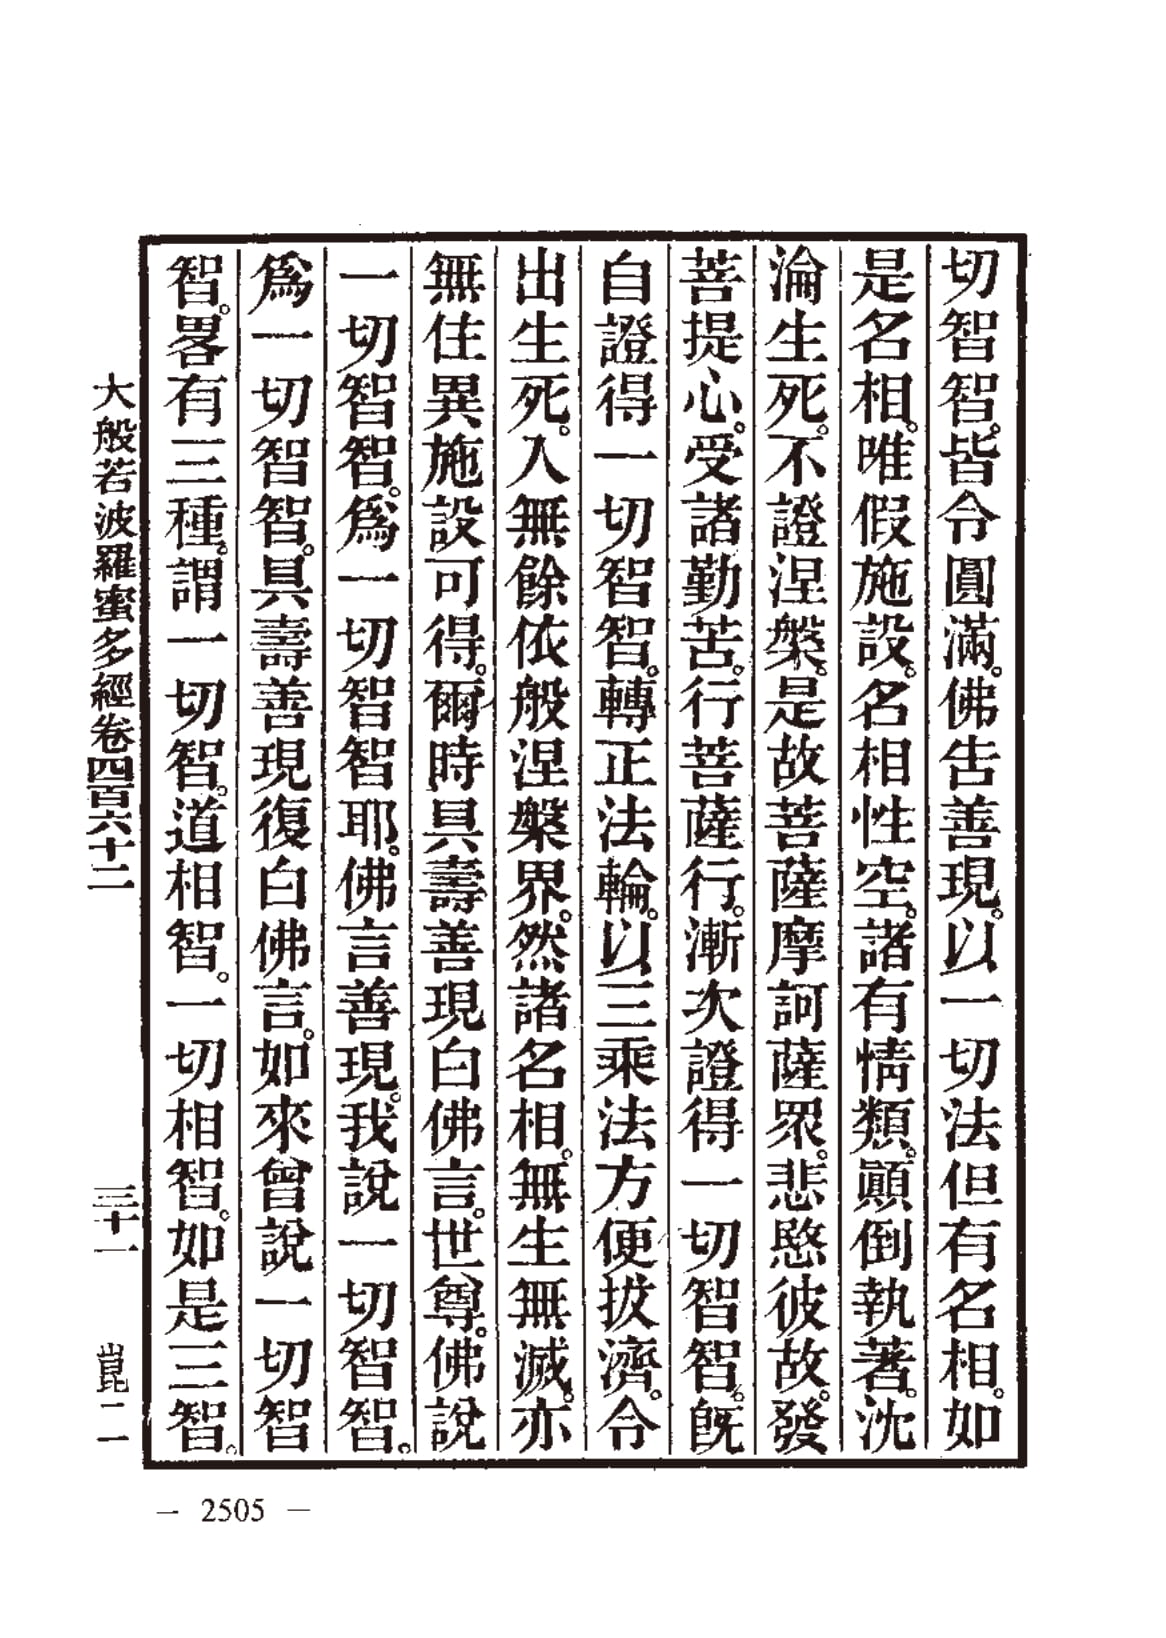 切智智。皆令圓滿。佛告善現。以一切法但有名相。如
是名相。唯假施設。名相性空。諸有情類。顚倒執著。沈
淪生死。不證涅槃。是故菩薩摩訶薩眾。悲愍彼故。發
菩提心。受諸勤苦。行菩薩行。漸次證得一切智智。旣
自證得一切智智。轉正法輪。以三乘法方便拔濟。令
出生死。入無餘依般涅槃界。然諸名相。無生無滅。亦
無住異施設可得。爾時具壽善現白佛言。世尊。佛說
一切智智。爲一切智智耶。佛言善現。我說一切智智。
爲一切智智。具壽善現復白佛言。如來曾說一切智
智。畧有三種。謂一切智。道相智。一切相智。如是三智。
大般若波羅蜜多經卷四百六十二 三十一 崑二
— 2505 —